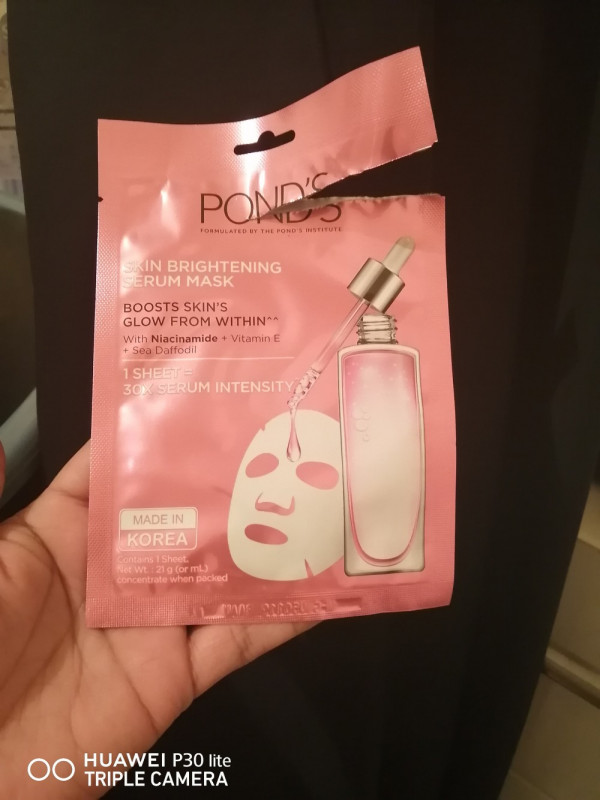 POND'S
FORMULATED BY THE POND'S INSTITUTE
SKIN BRIGHTENING
SERUM MASK
BOOSTS SKIN'S
GLOW FROM WITHIN^^
With Niacinamide + Vitamin E
+ Sea Daffodil
1 SHEET =
30X SERUM INTENSITY
MADE IN
KOREA
Contains 1 Sheet.
Net Wt. : 21 g (or mL)
concentrate when packed
HUAWEI P30 lite
TRIPLE CAMERA